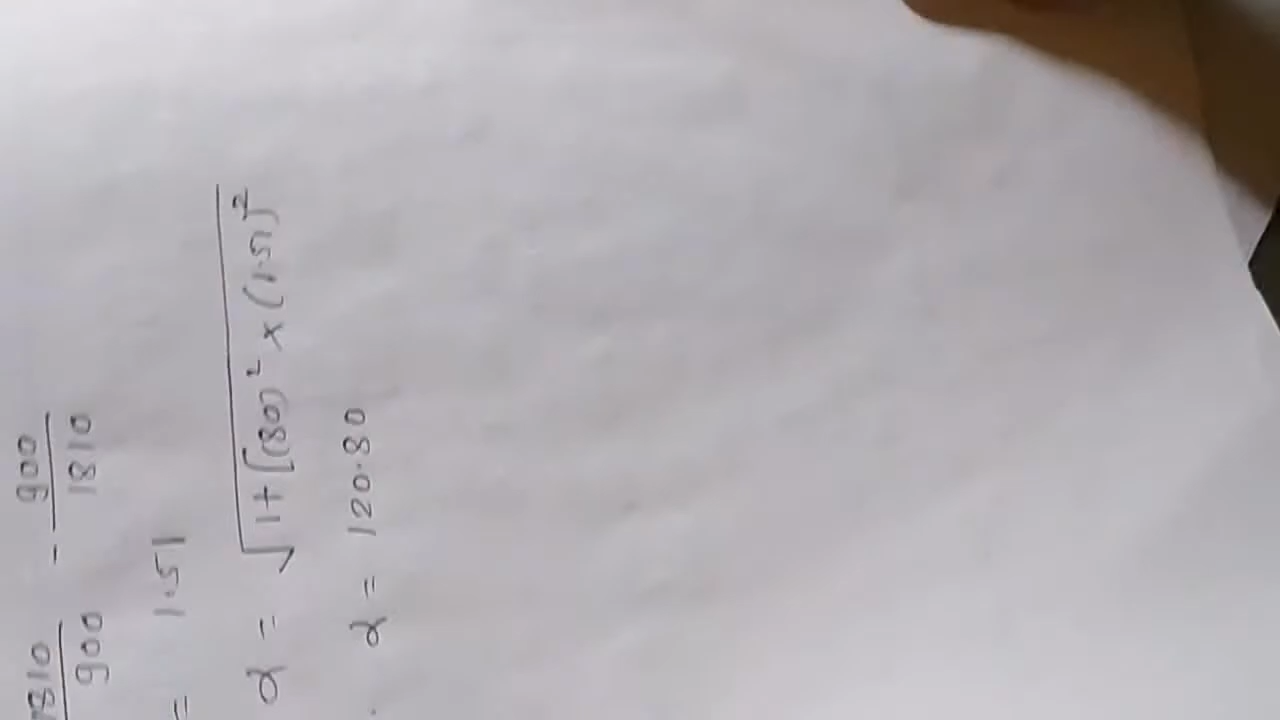 1810/900 - 900/1810
= 1.51
α = √1+[(80)² × (1.51)²
α = 120.80